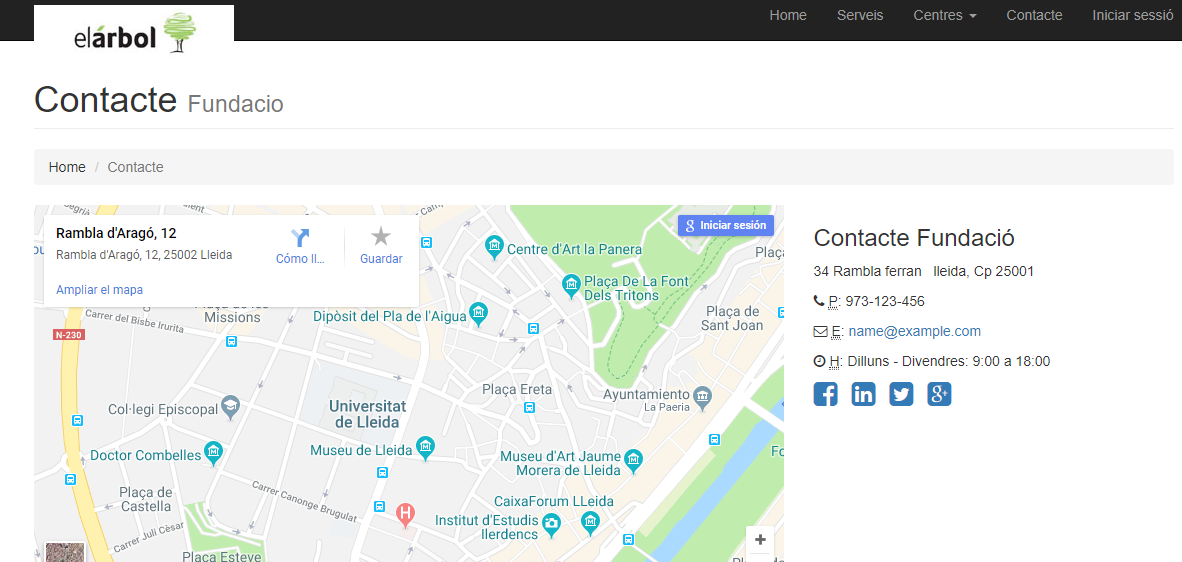 elárbol
Home Serveis Centres Contacte Iniciar sessió
Contacte Fundacio
Home / Contacte
Rambla d'Aragó, 12
Rambla d'Aragó, 12, 25002 Lleida
Cómo ll...
Guardar
Ampliar el mapa
Iniciar sesión
Centre d'Art la Panera
Plaça De La Font
Dels Tritons
Missions
Dipòsit del Pla de l'Aigua
Carrer del Bisbe Irurita
N-230
Plaça de
Sant Joan
Plaça Ereta
Ayuntamiento
La Paeria
Col·legi Episcopal
Universitat
de Lleida
Doctor Combelles
Museu de Lleida
Museu d'Art Jaume
Morera de Lleida
Plaça de
Castella
Carrer Canonge Brugulat
CaixaForum LLeida
H
Institut d'Estudis
Ilerdencs
Carrer Jul Cèsar
Plaça Esteve
+
Contacte Fundació
34 Rambla ferran lleida, Cp 25001
P: 973-123-456
E: name@example.com
H: Dilluns - Divendres: 9:00 a 18:00